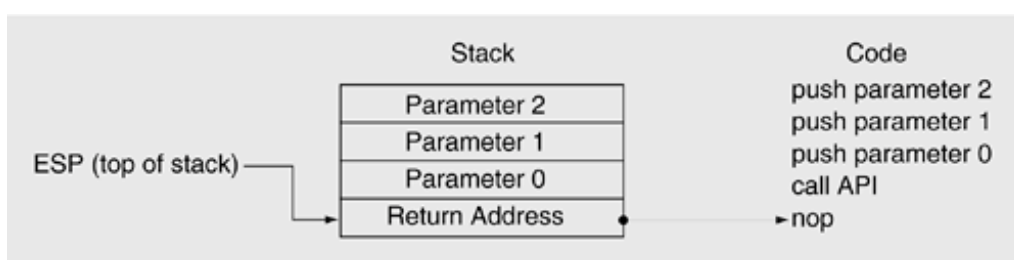 Stack
Code
Parameter 2
Parameter 1
Parameter 0
Return Address
ESP (top of stack)
push parameter 2
push parameter 1
push parameter 0
call API
nop